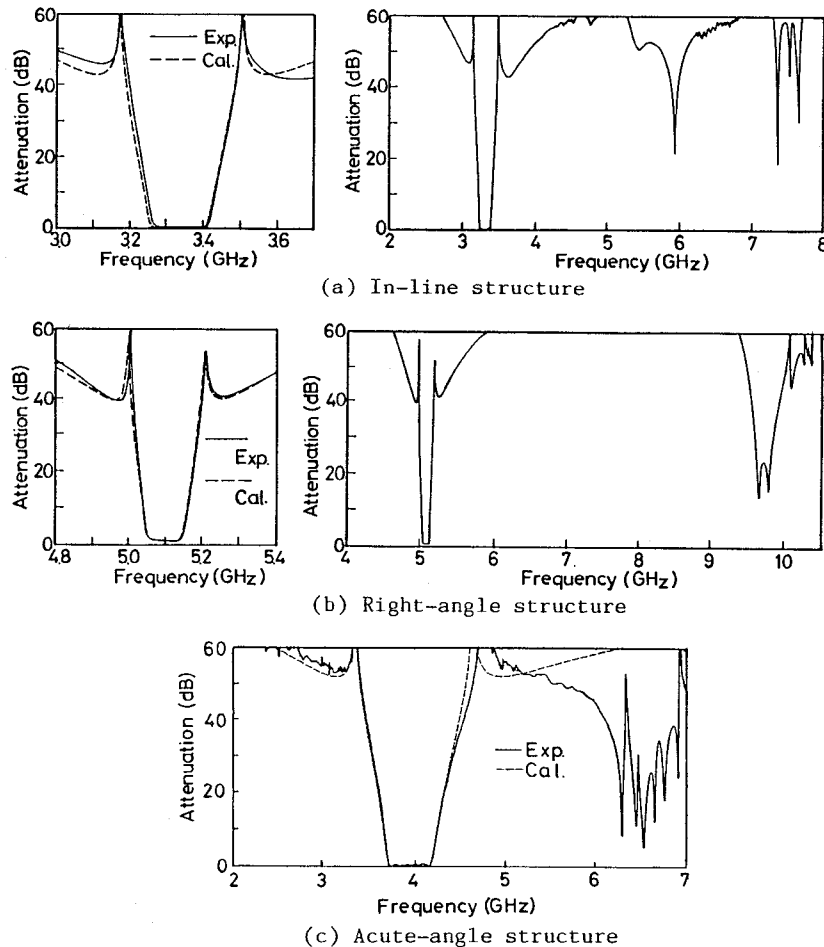 60
40
20
0
Attenuation (dB)
Exp.
Cal.
3.0 3.2 3.4 3.6
Frequency (GHz)
60
40
20
0
Attenuation (dB)
2 3 4 5 6 7 8
Frequency (GHz)
(a) In-line structure
60
40
20
0
Attenuation (dB)
Exp.
Cal.
4.8 5.0 5.2 5.4
Frequency (GHz)
60
40
20
0
Attenuation (dB)
4 5 6 7 8 9 10
Frequency (GHz)
(b) Right-angle structure
60
40
20
0
Attenuation (dB)
Exp.
Cal.
2 3 4 5 6 7
Frequency (GHz)
(c) Acute-angle structure